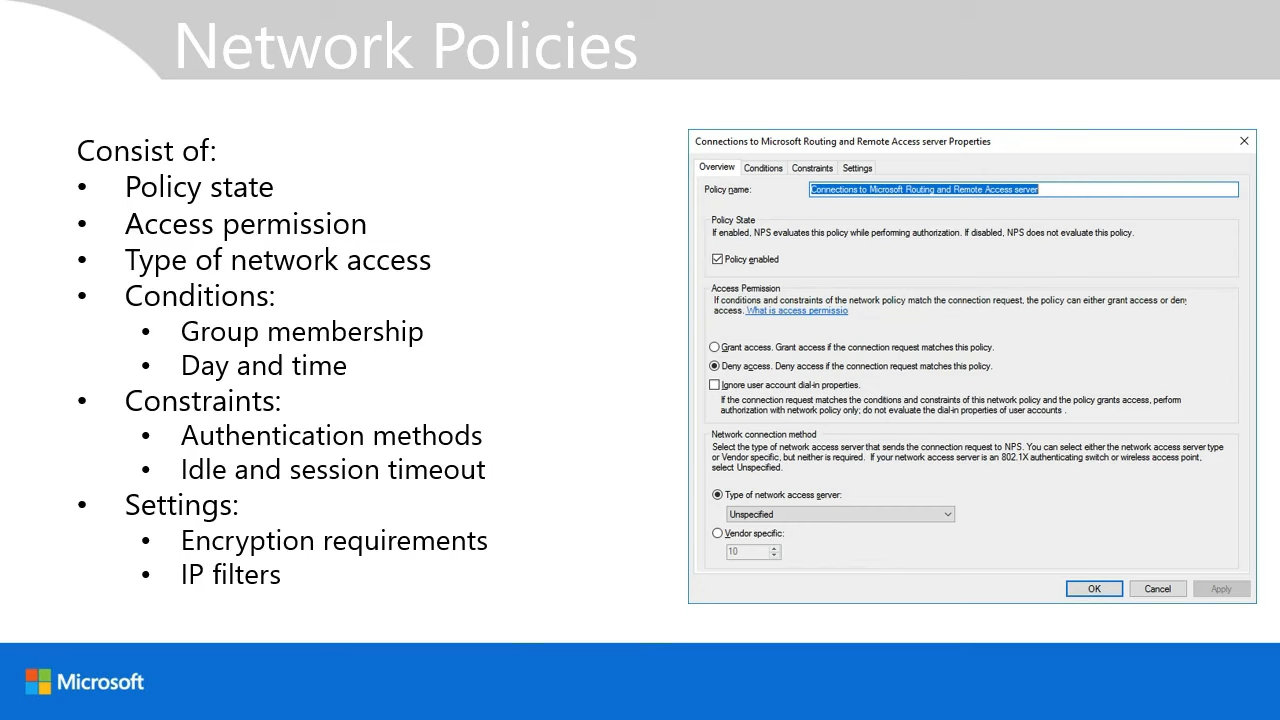 Network Policies
Consist of:
• Policy state
• Access permission
• Type of network access
• Conditions:
• Group membership
• Day and time
• Constraints:
• Authentication methods
• Idle and session timeout
• Settings:
• Encryption requirements
• IP filters
Connections to Microsoft Routing and Remote Access server Properties
Overview Conditions Constraints Settings
Policy name: Connections to Microsoft Routing and Remote Access server
Policy State
If enabled, NPS evaluates this policy while performing authorization. If disabled, NPS does not evaluate this policy.
Policy enabled
Access Permission
If conditions and constraints of the network policy match the connection request, the policy can either grant access or deny
access. What is access permissio
Grant access. Grant access if the connection request matches this policy.
Deny access. Deny access if the connection request matches this policy.
Ignore user account dial-in properties.
If the connection request matches the conditions and constraints of this network policy and the policy grants access, perform
authorization with network policy only; do not evaluate the dial-in properties of user accounts .
Network connection method
Select the type of network access server that sends the connection request to NPS. You can select either the network access server type
or Vendor specific, but neither is required. If your network access server is an 802.1X authenticating switch or wireless access point,
select Unspecified.
Type of network access server:
Unspecified
Vendor specific:
10
OK Cancel Apply
Microsoft